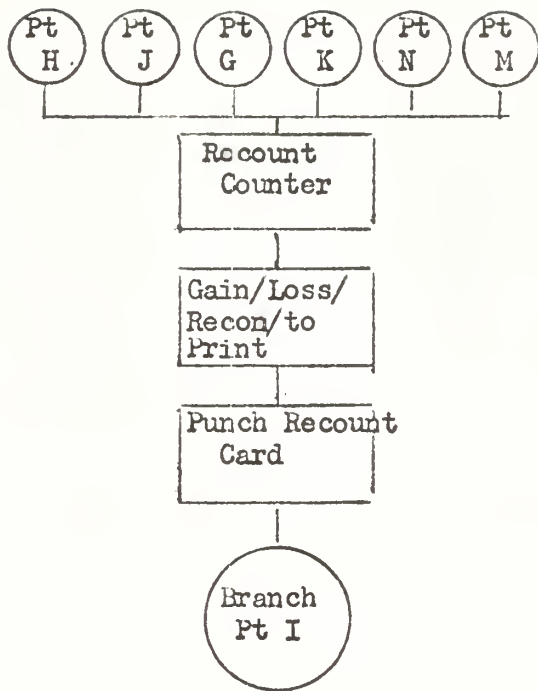 Pt Pt Pt Pt Pt Pt
H J G K N M
Recount
Counter
Gain/Loss/
Recon/to
Print
Punch Recount
Card
Branch
Pt I